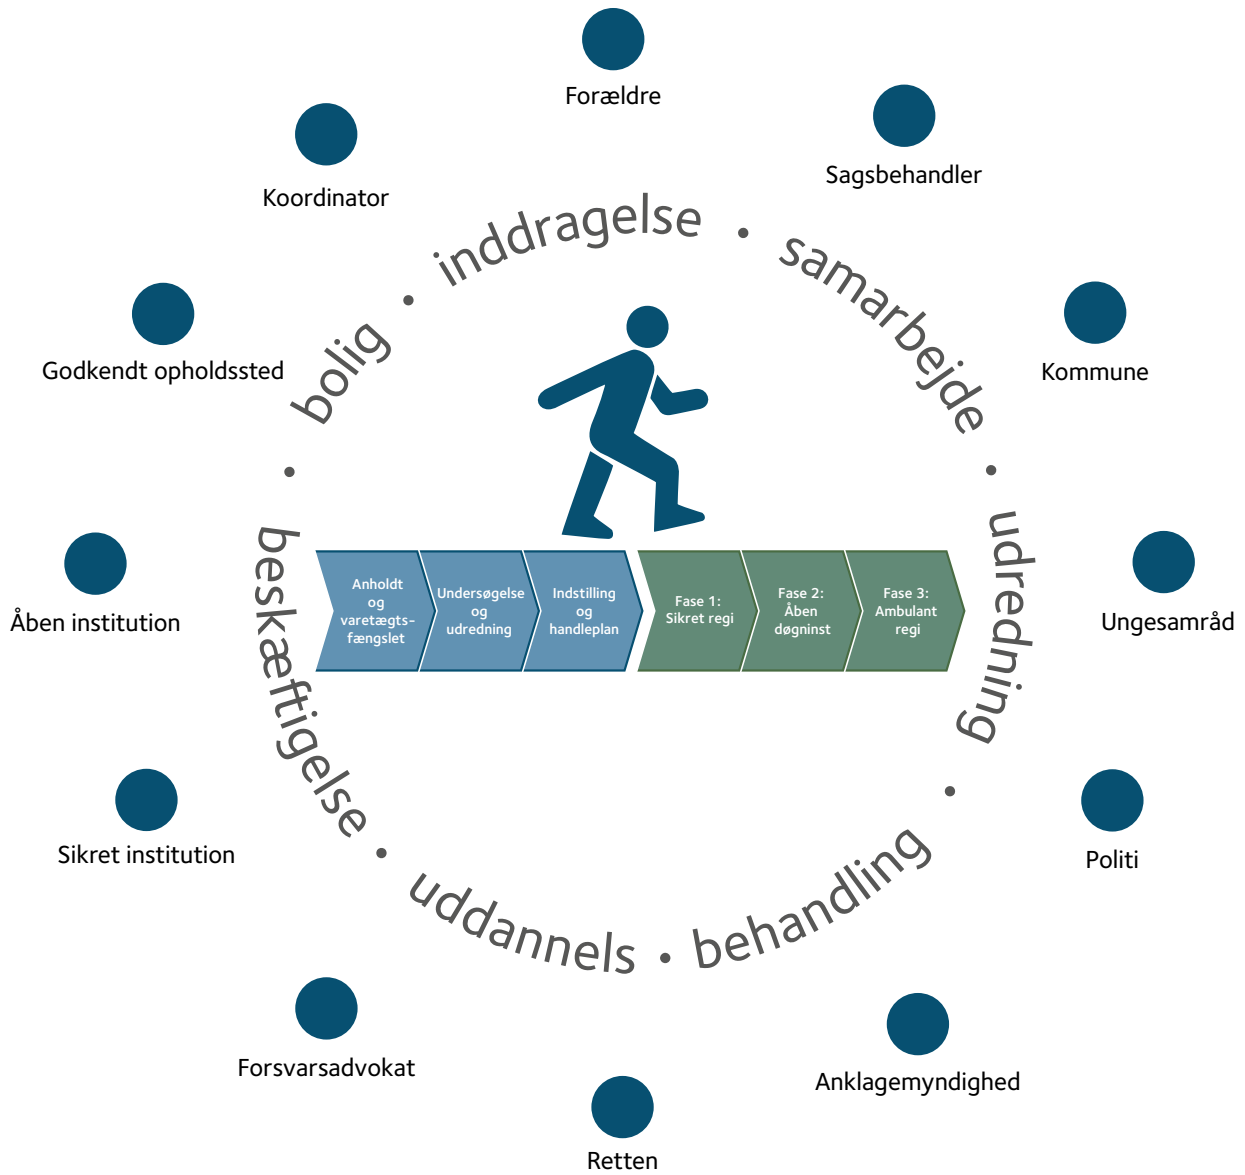 Forældre
Sagsbehandler
Kommune
Ungesamråd
Politi
Anklagemyndighed
Retten
Forsvarsadvokat
Sikret institution
Åben institution
Godkendt opholdssted
Koordinator
inddragelse • samarbejde • udredning • behandling • uddannels • beskæftigelse • bolig •
Anholdt
og
varetægts-
fængslet
Undersøgelse
og
udredning
Indstilling
og
handleplan
Fase 1:
Sikret regi
Fase 2:
Åben
døgninst
Fase 3:
Ambulant
regi